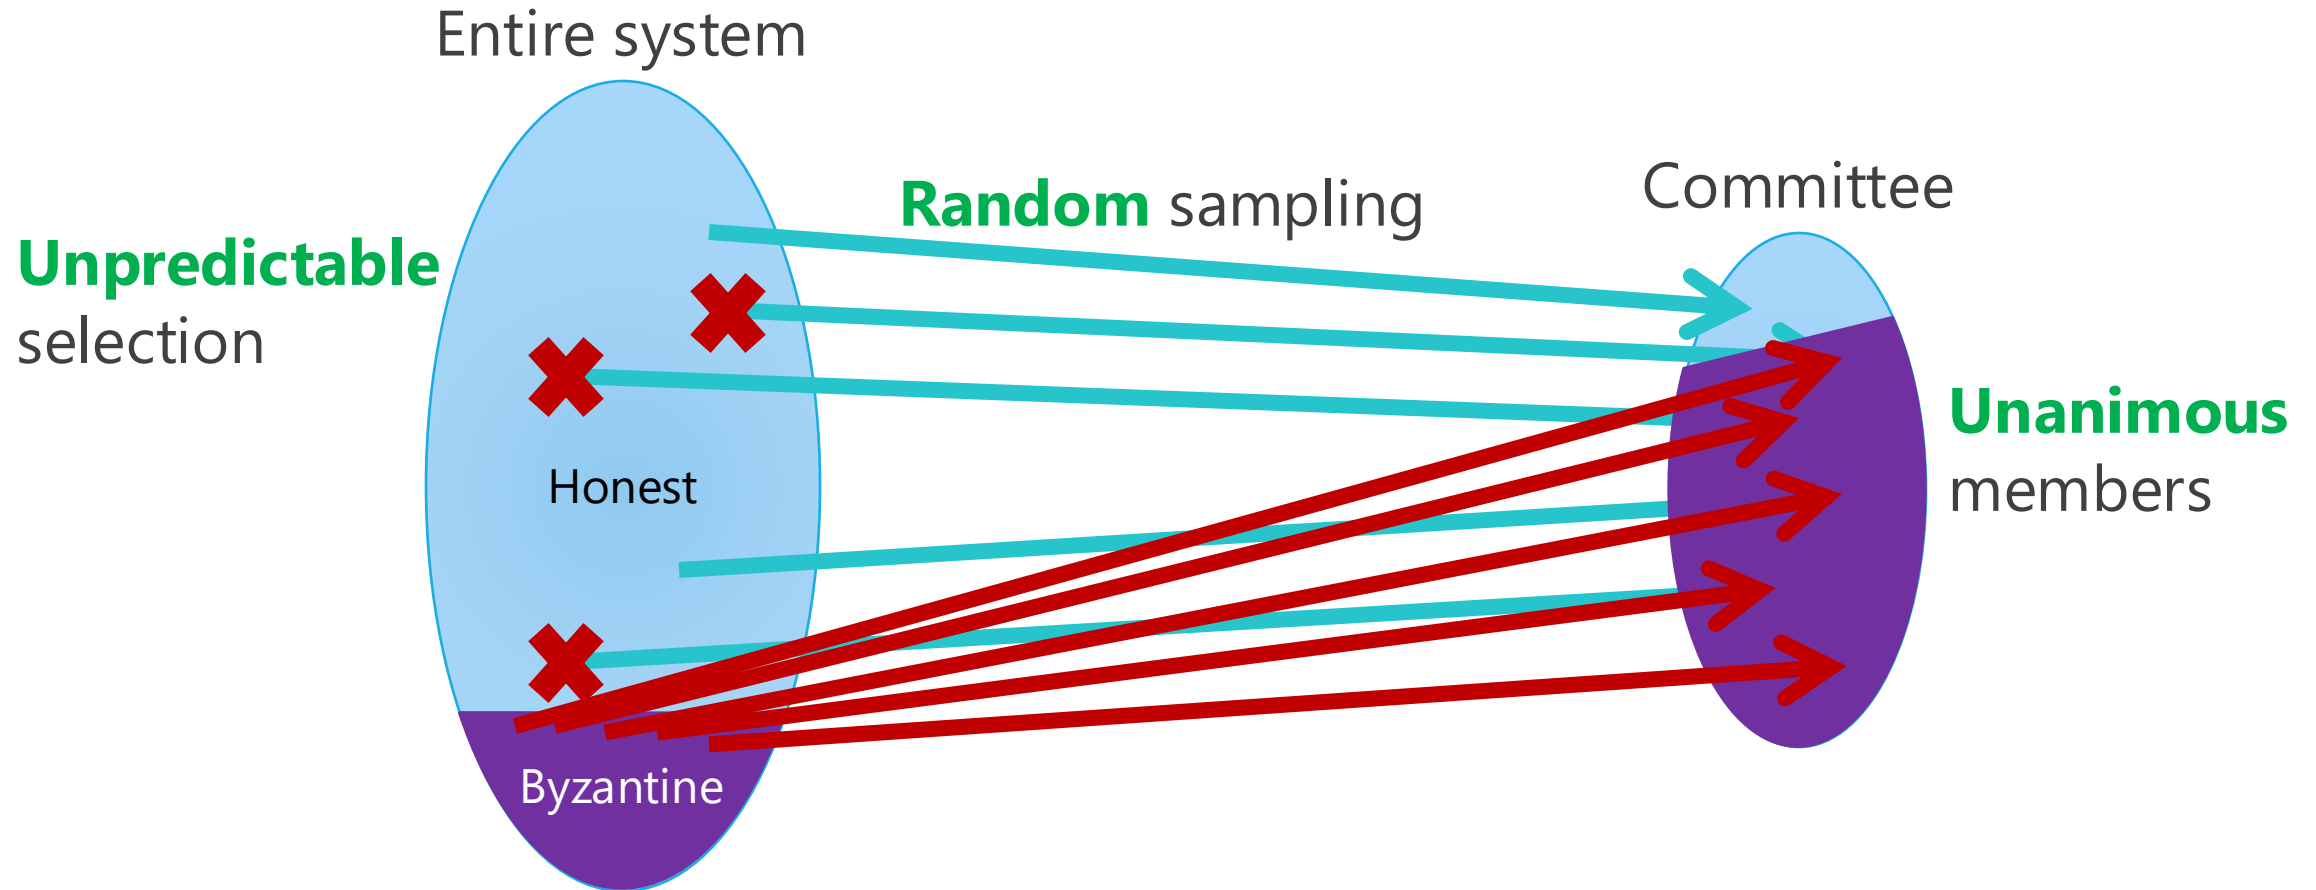 Entire system
Unpredictable
selection
Random sampling
Committee
Honest
Unanimous
members
Byzantine